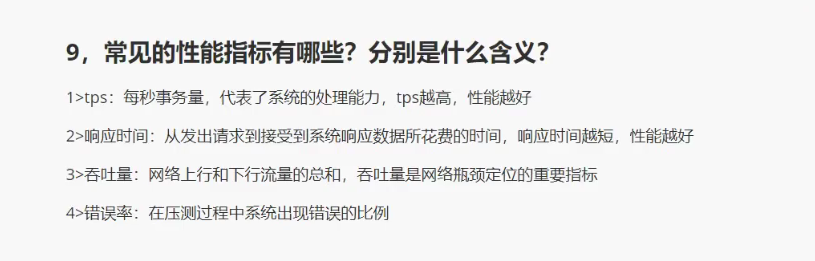 9，常见的性能指标有哪些？分别是什么含义？
1>tps：每秒事务量，代表了系统的处理能力，tps越高，性能越好
2>响应时间：从发出请求到接受到系统响应数据所花费的时间，响应时间越短，性能越好
3>吞吐量：网络上行和下行流量的总和，吞吐量是网络瓶颈定位的重要指标
4>错误率：在压测过程中系统出现错误的比例